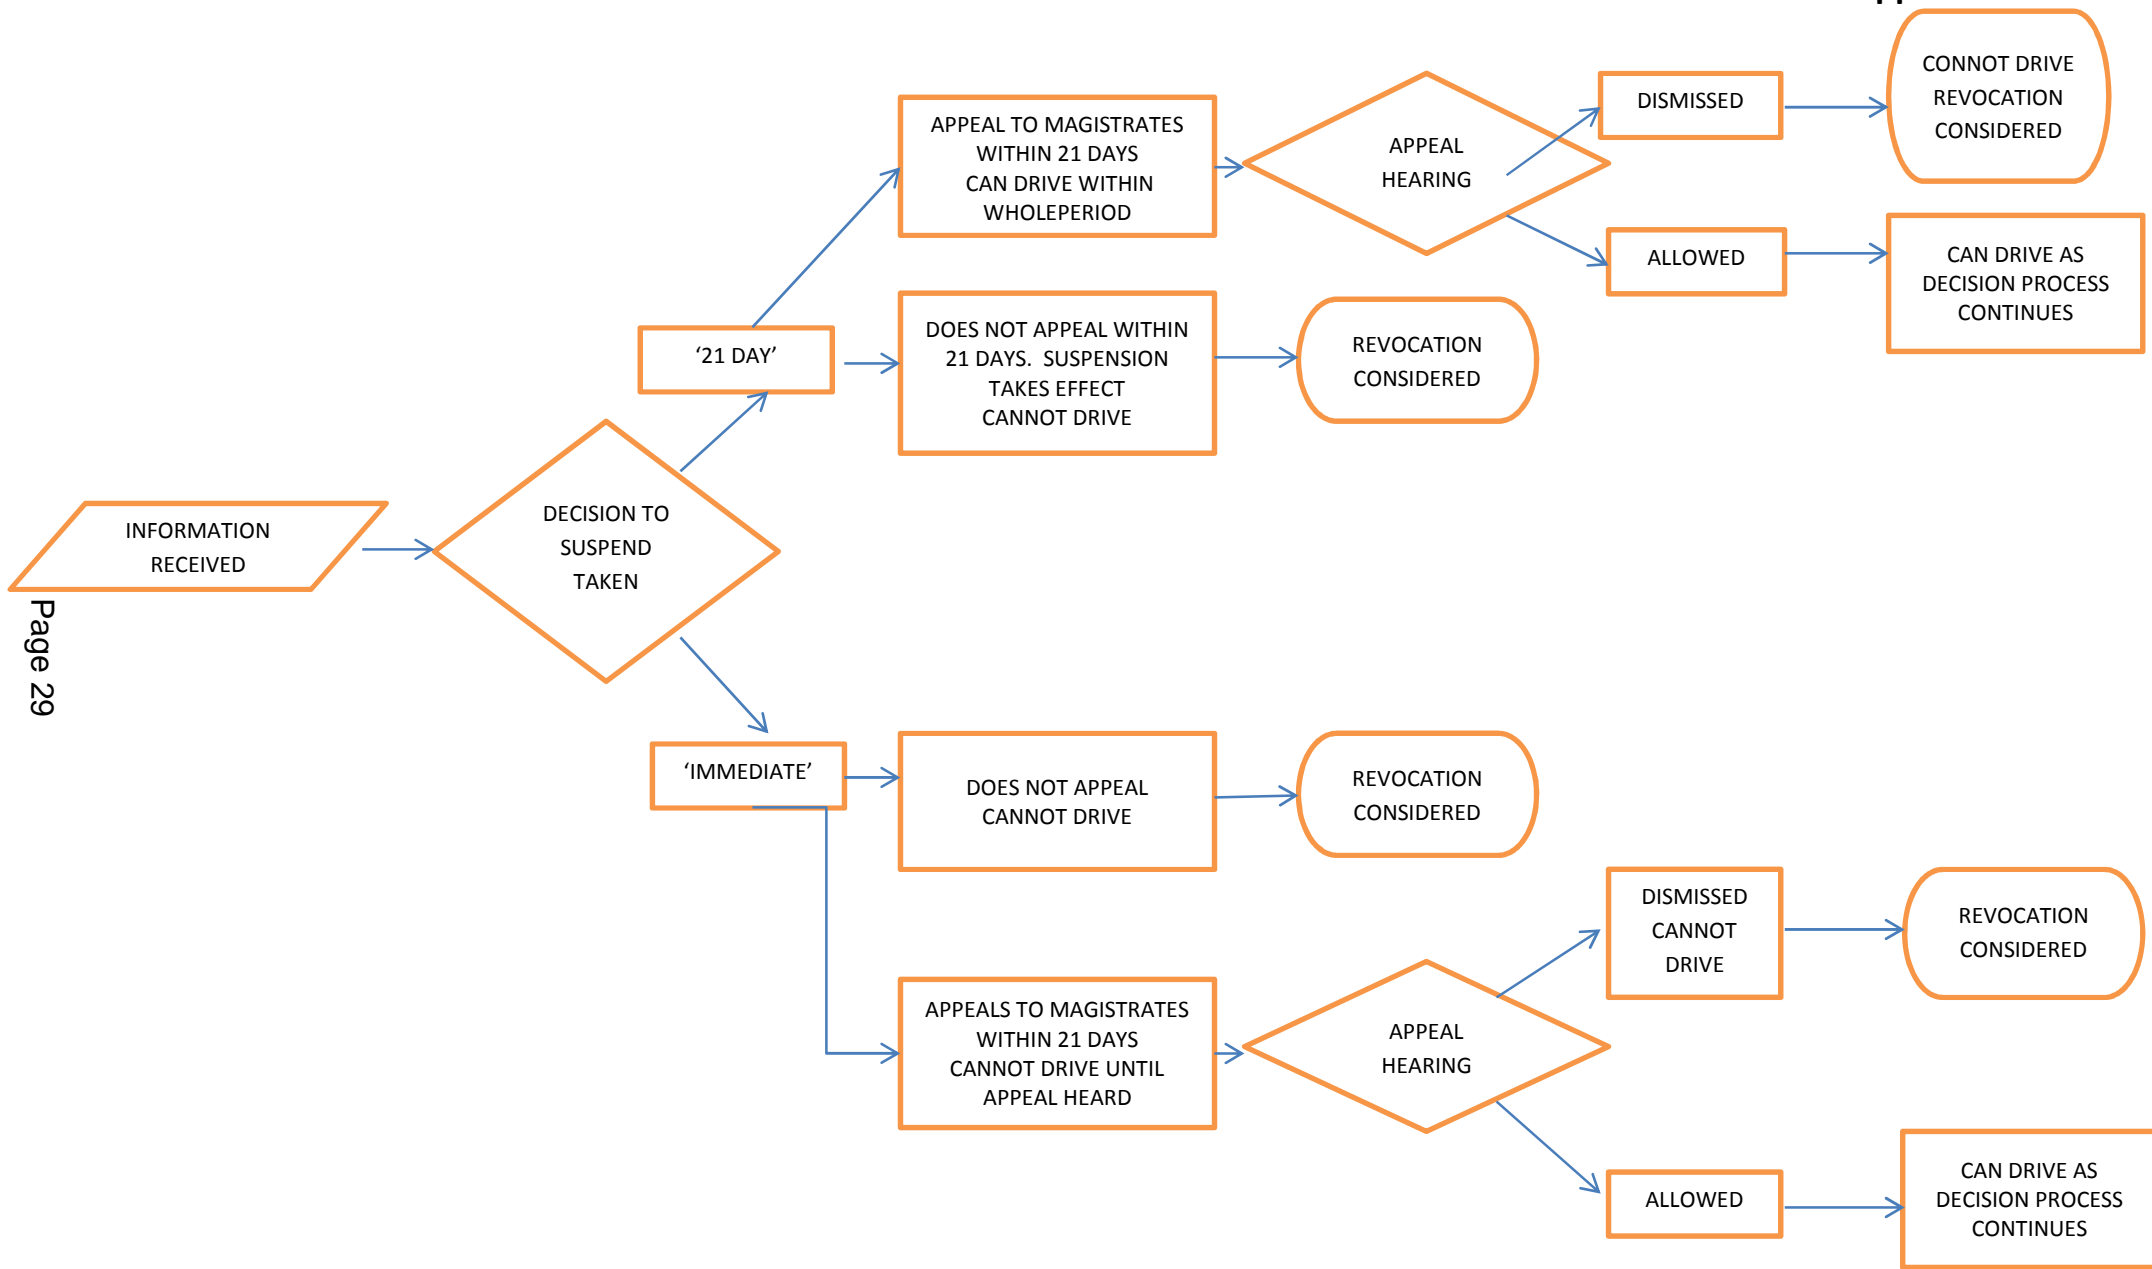 CONNOT DRIVE
REVOCATION
CONSIDERED
DISMISSED
APPEAL TO MAGISTRATES
WITHIN 21 DAYS
CAN DRIVE WITHIN
WHOLEPERIOD
APPEAL
HEARING
ALLOWED
CAN DRIVE AS
DECISION PROCESS
CONTINUES
‘21 DAY’
DOES NOT APPEAL WITHIN
21 DAYS.  SUSPENSION
TAKES EFFECT
CANNOT DRIVE
REVOCATION
CONSIDERED
INFORMATION
RECEIVED
DECISION TO
SUSPEND
TAKEN
Page 29
‘IMMEDIATE’
DOES NOT APPEAL
CANNOT DRIVE
REVOCATION
CONSIDERED
DISMISSED
CANNOT
DRIVE
REVOCATION
CONSIDERED
APPEALS TO MAGISTRATES
WITHIN 21 DAYS
CANNOT DRIVE UNTIL
APPEAL HEARD
APPEAL
HEARING
ALLOWED
CAN DRIVE AS
DECISION PROCESS
CONTINUES